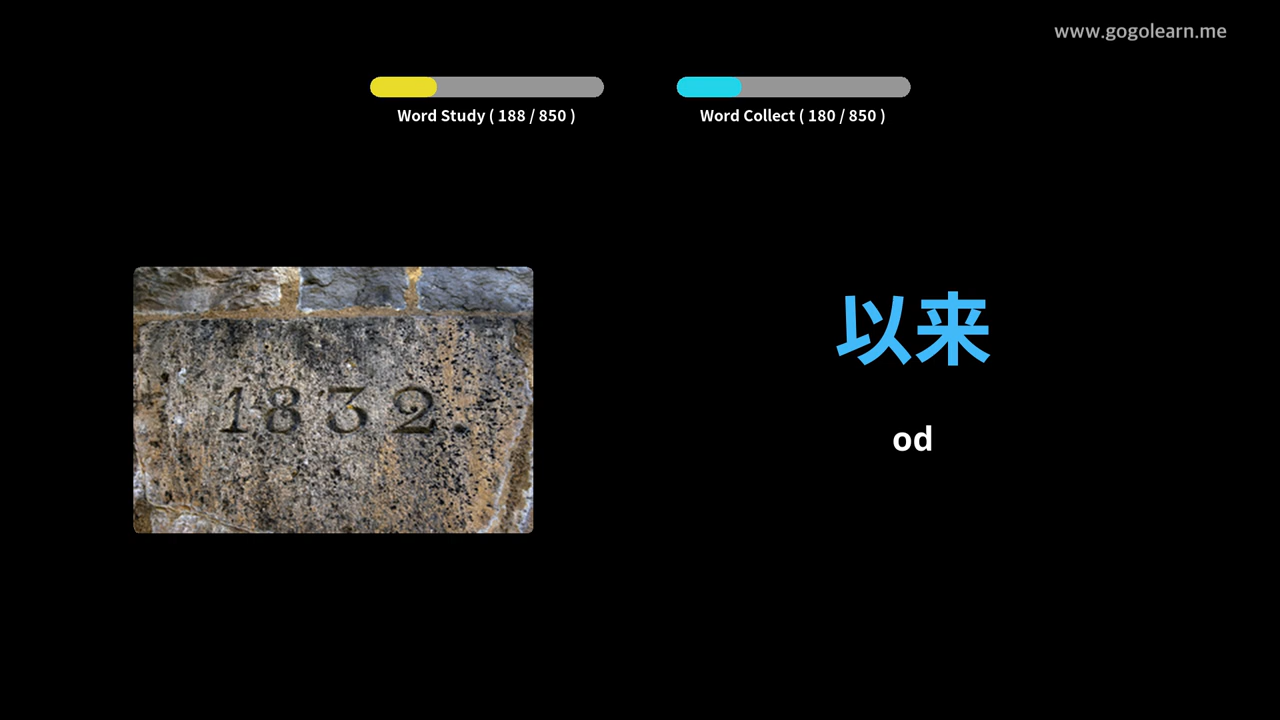 www.gogolearn.me
Word Study ( 188 / 850 )
Word Collect ( 180 / 850 )
1832.
以来
od